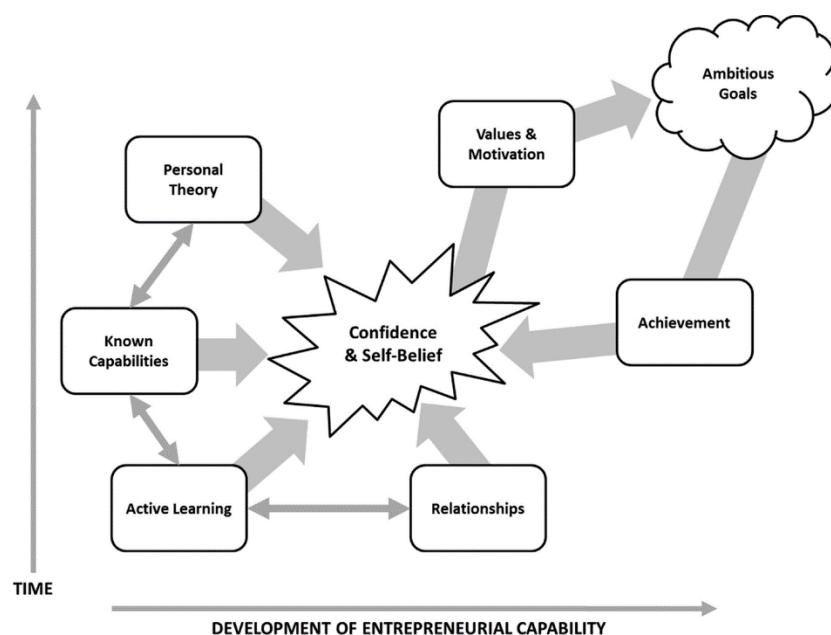 Ambitious
Goals
Values &
Motivation
Personal
Theory
Achievement
Known
Capabilities
Confidence
& Self-Belief
Active Learning
Relationships
TIME
DEVELOPMENT OF ENTREPRENEURIAL CAPABILITY